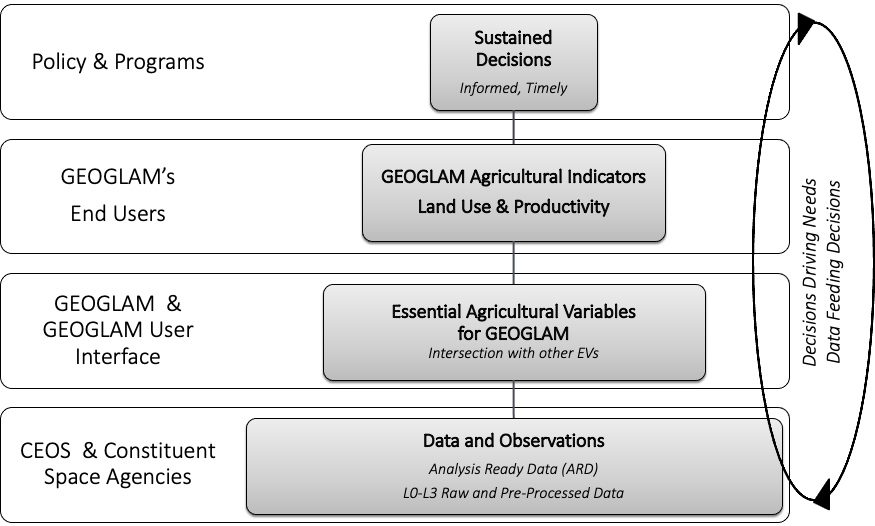 Policy & Programs
Sustained
Decisions
Informed, Timely
GEOGLAM's
End Users
GEOGLAM Agricultural Indicators
Land Use & Productivity
GEOGLAM &
GEOGLAM User
Interface
Essential Agricultural Variables
for GEOGLAM
Intersection with other EVs
CEOS & Constituent
Space Agencies
Data and Observations
Analysis Ready Data (ARD)
L0-L3 Raw and Pre-Processed Data
Decisions Driving Needs
Data Feeding Decisions